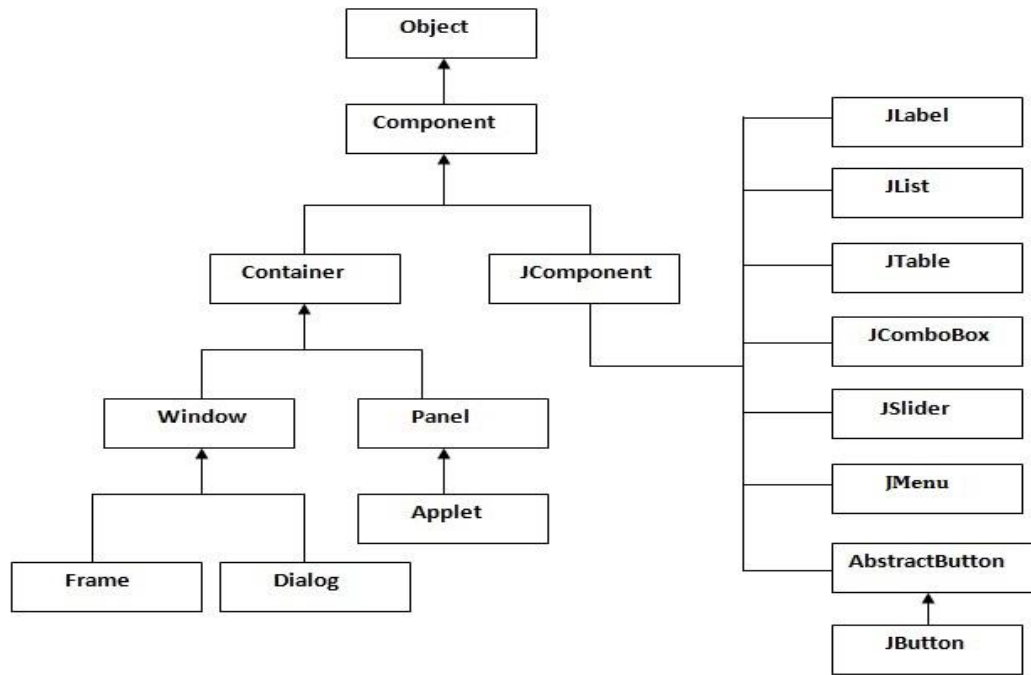 Object
Component
JLabel
JList
Container
JComponent
JTable
JComboBox
Window
Panel
JSlider
JMenu
Applet
Frame
Dialog
AbstractButton
JButton